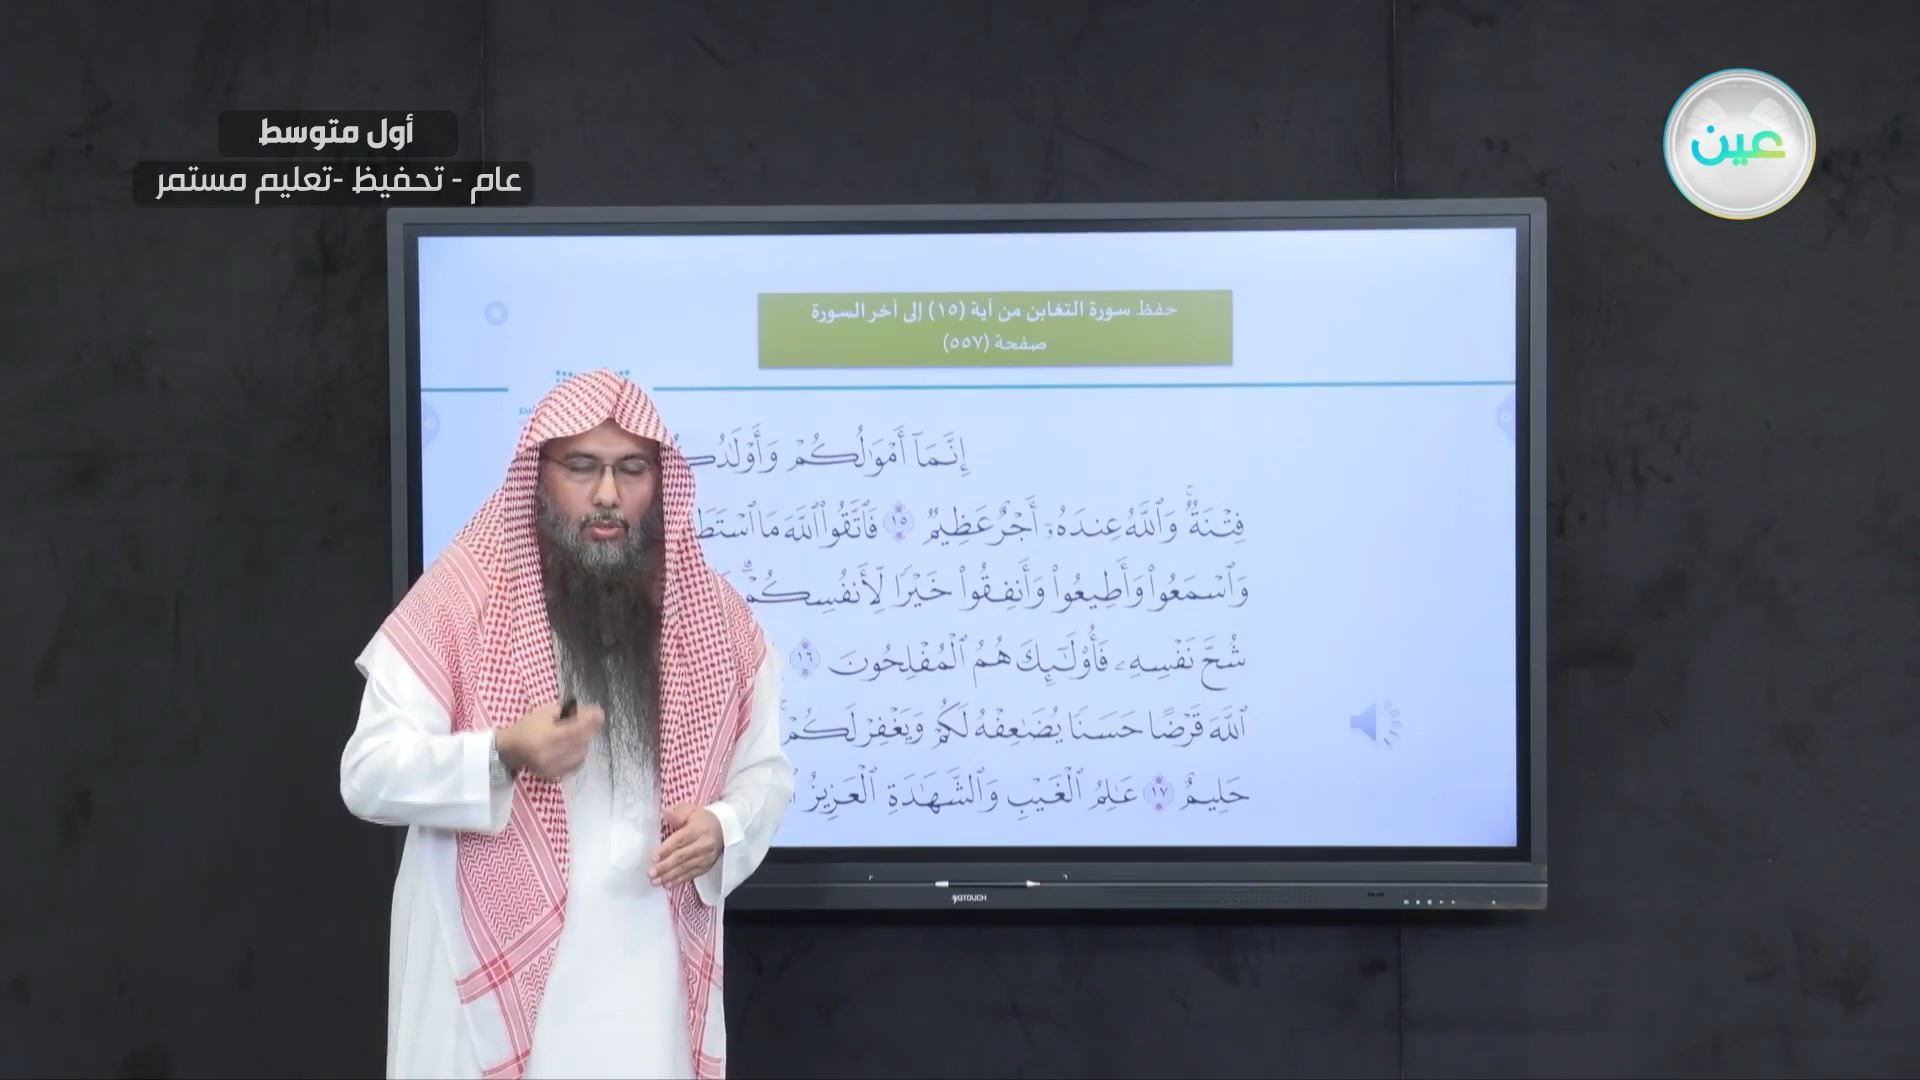 أول متوسط
عام - تحفيظ -تعليم مستمر
عين
حفظ سورة التغابن من آية (١٥) إلى آخر السورة
صفحة (٥٥٧)
إِنَّمَآ أَمْوَٰلُكُمْ
فِتْنَةٌۚ وَٱللَّهُ عِندَهُۥٓ أَجْرٌ عَظِيمٌ ١٥ فَٱتَّقُوا۟ ٱللَّهَ مَا
وَٱسْمَعُوا۟ وَأَطِيعُوا۟ وَأَنفِقُوا۟ خَيْرًا لِّأَنفُسِكُمْۗ
شُحَّ نَفْسِهِۦ فَأُو۟لَٰٓئِكَ هُمُ ٱلْمُفْلِحُونَ ١٦
ٱللَّهَ قَرْضًا حَسَنًا يُضَٰعِفْهُ لَكُمْ وَيَغْفِرْ لَكُمْۚ
حَلِيمٌ ١٧ عَٰلِمُ ٱلْغَيْبِ وَٱلشَّهَٰدَةِ ٱلْعَزِيزُ